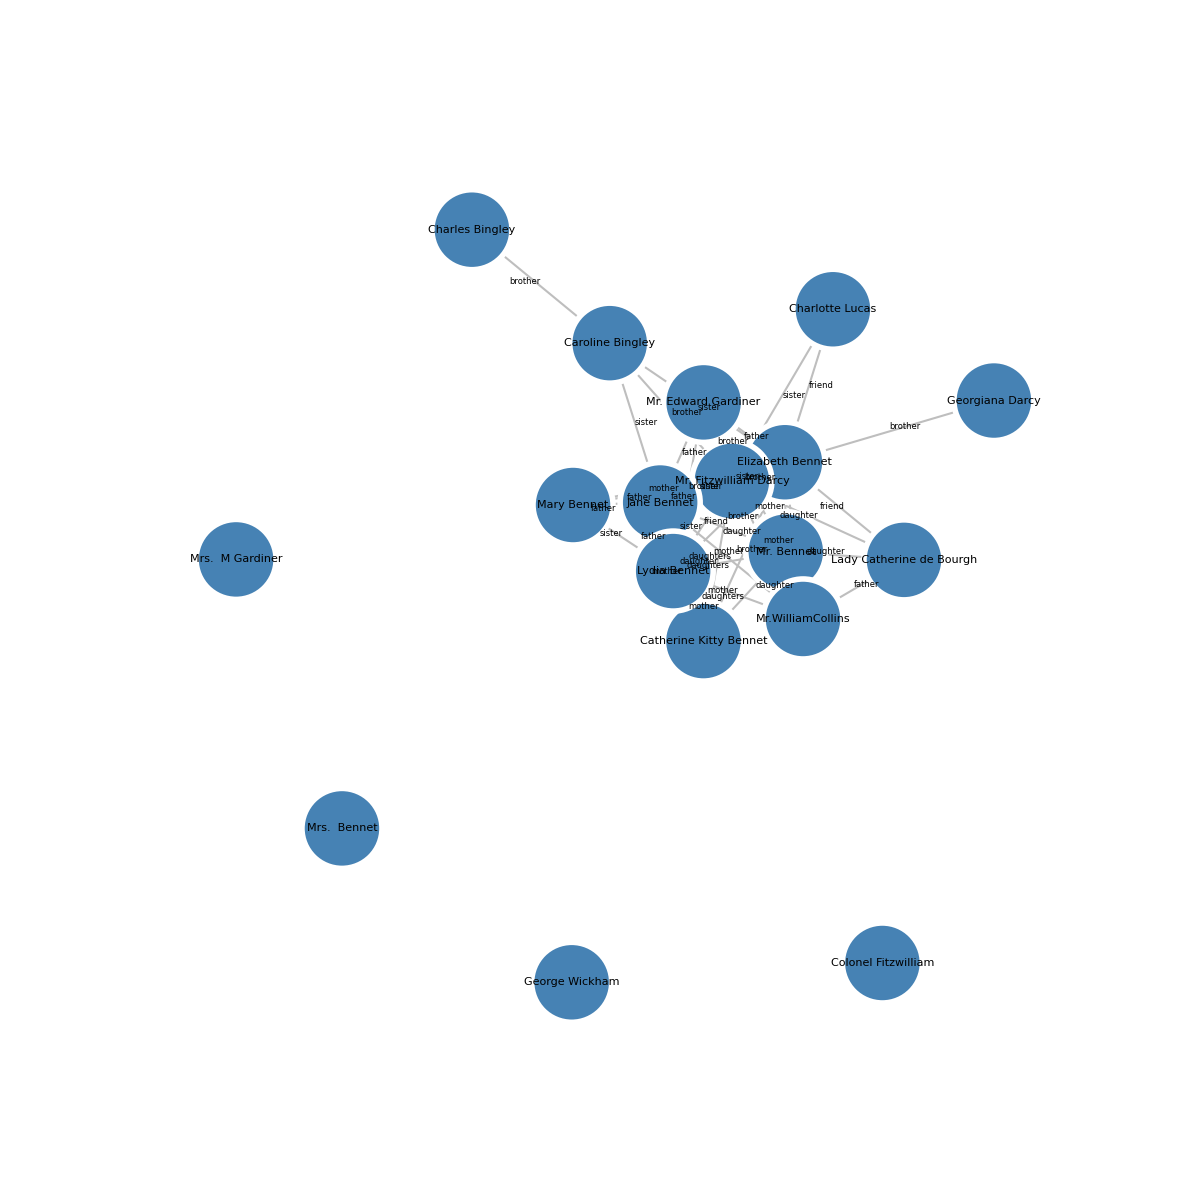 Charles Bingley
brother
Charlotte Lucas
Caroline Bingley
friend
sister
Georgiana Darcy
Mr. Edward Gardiner
sister
brother
sister
brother
father
brother
father
Elizabeth Bennet
Mr. Fitzwilliam Darcy
mother
father
father
Mary Bennet
Jane Bennet
father
mother
friend
daughter
brother
friend
sister
sister
father
daughter
mother
brother
mother
daughter
Mr. Bennet
Mrs.  M Gardiner
Lady Catherine de Bourgh
daughters
daughter
daughters
Lydia Bennet
mother
daughter
father
mother
daughters
mother
Mr.WilliamCollins
Catherine Kitty Bennet
Mrs.  Bennet
Colonel Fitzwilliam
George Wickham